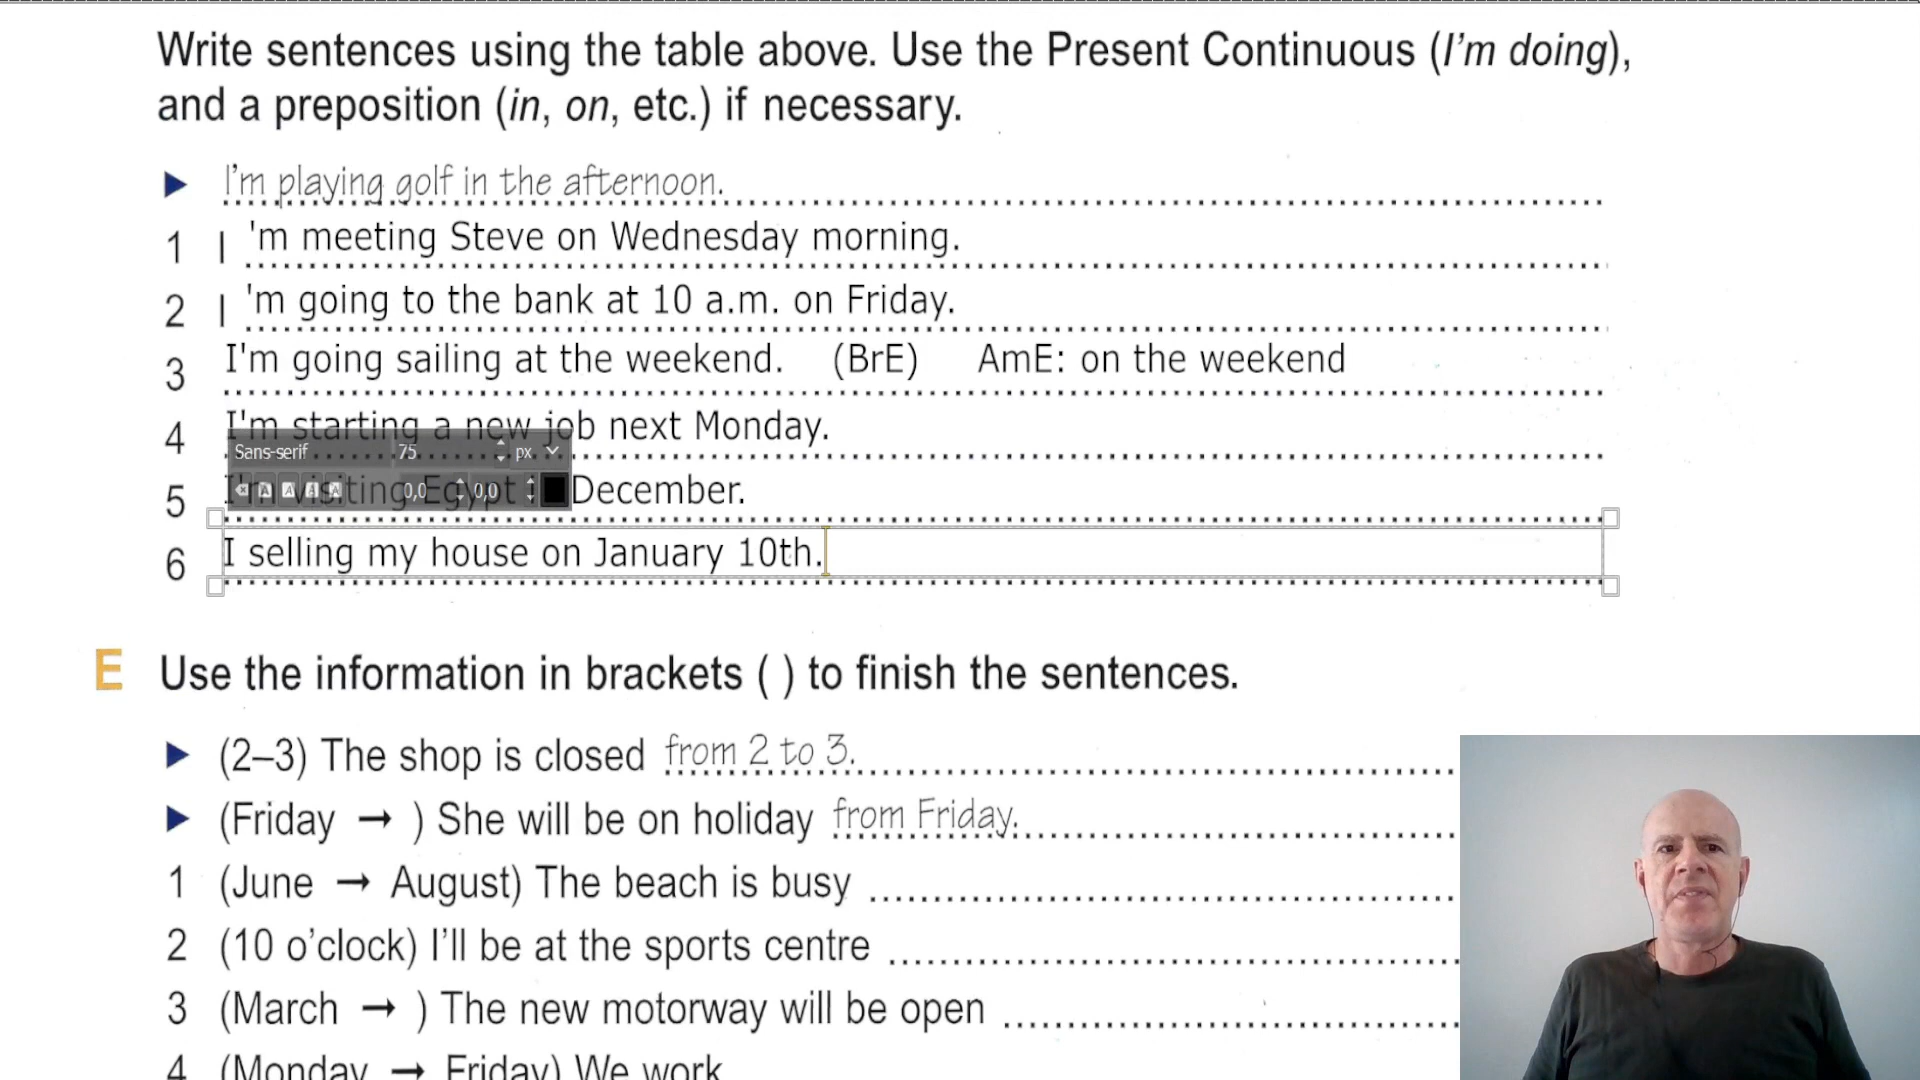 Write sentences using the table above. Use the Present Continuous (I'm doing),
and a preposition (in, on, etc.) if necessary.
► I'm playing golf in the afternoon.
1 I 'm meeting Steve on Wednesday morning.
2 I 'm going to the bank at 10 a.m. on Friday.
3 I'm going sailing at the weekend. (BrE) AmE: on the weekend
4 I'm starting a new job next Monday.
Sans-serif 75 px
5 I'm visiting Egypt December.
0,0 0,0
6 I selling my house on January 10th.
E Use the information in brackets ( ) to finish the sentences.
► (2–3) The shop is closed from 2 to 3.
► (Friday → ) She will be on holiday from Friday.
1 (June → August) The beach is busy
2 (10 o'clock) I'll be at the sports centre
3 (March → ) The new motorway will be open
4 (Monday → Friday) We work